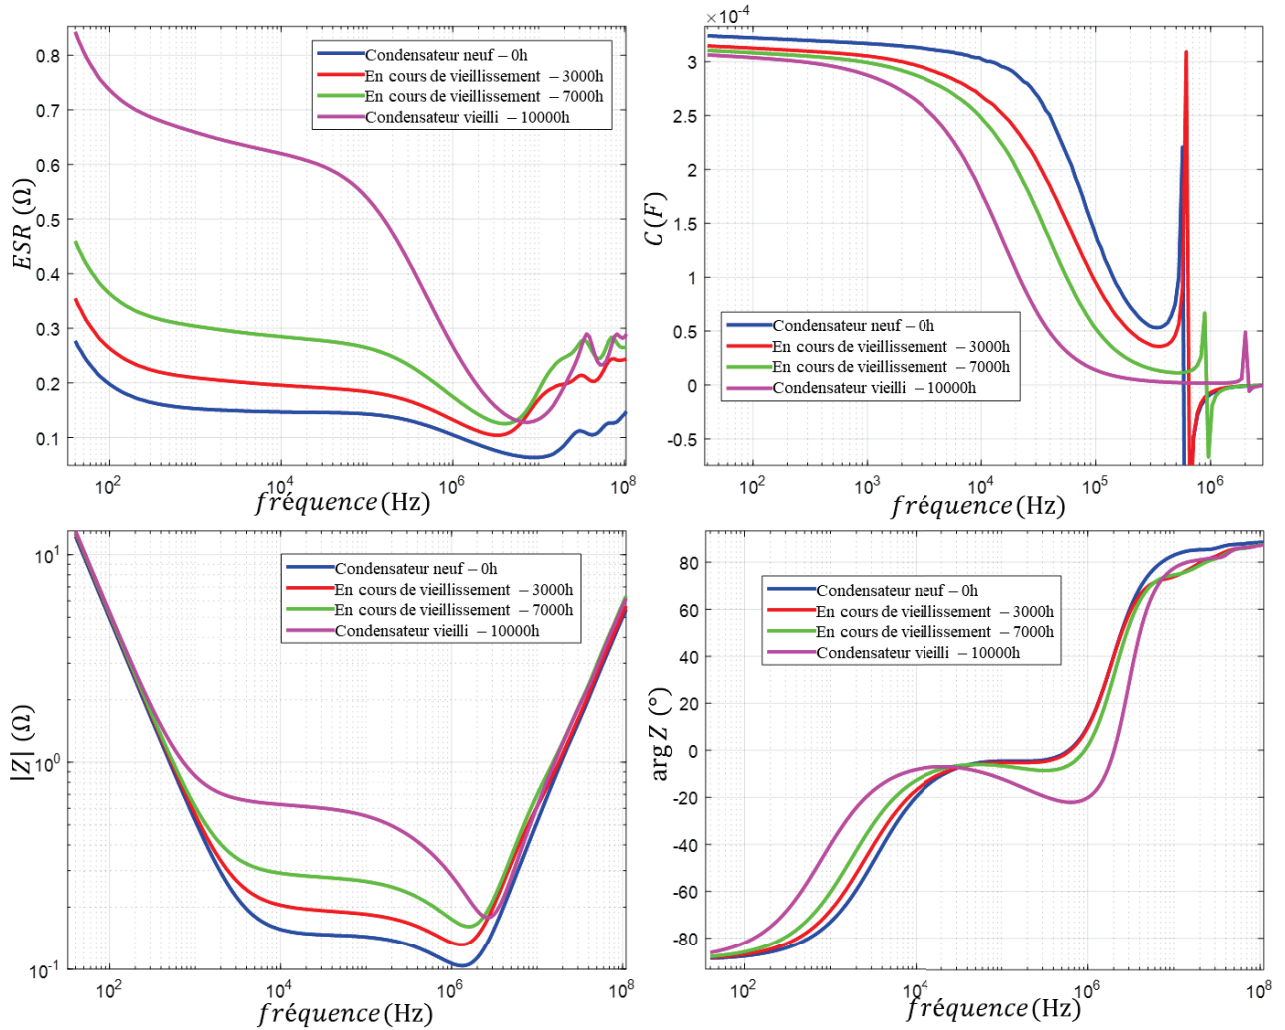 0.8
0.7
0.6
0.5
0.4
0.3
0.2
0.1
ESR (Ω)
Condensateur neuf – 0h
En cours de vieillissement – 3000h
En cours de vieillissement – 7000h
Condensateur vieilli – 10000h
10² 10⁴ 10⁶ 10⁸
fréquence (Hz)
×10⁻⁴
3
2.5
2
1.5
1
0.5
0
-0.5
C (F)
Condensateur neuf – 0h
En cours de vieillissement – 3000h
En cours de vieillissement – 7000h
Condensateur vieilli – 10000h
10² 10³ 10⁴ 10⁵ 10⁶
fréquence (Hz)
10¹
10⁰
10⁻¹
|Z| (Ω)
Condensateur neuf – 0h
En cours de vieillissement – 3000h
En cours de vieillissement – 7000h
Condensateur vieilli – 10000h
10² 10⁴ 10⁶ 10⁸
fréquence (Hz)
80
60
40
20
0
-20
-40
-60
-80
arg Z (°)
Condensateur neuf – 0h
En cours de vieillissement – 3000h
En cours de vieillissement – 7000h
Condensateur vieilli – 10000h
10² 10⁴ 10⁶ 10⁸
fréquence (Hz)